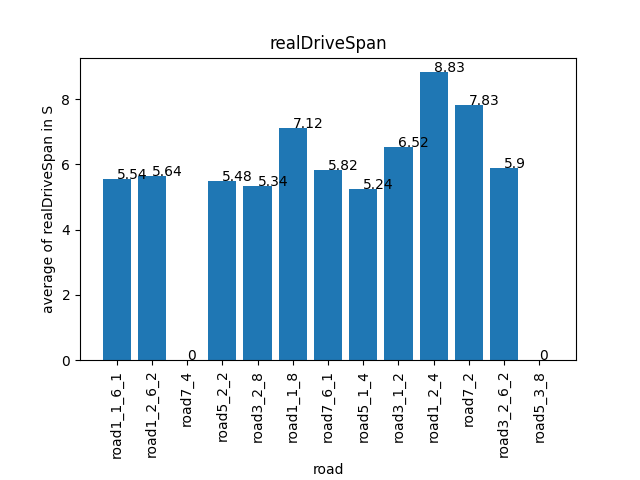 realDriveSpan
average of realDriveSpan in S
8
6
4
2
0
5.54
5.64
0
5.48
5.34
7.12
5.82
5.24
6.52
8.83
7.83
5.9
0
road1_1_6_1
road1_2_6_2
road7_4
road5_2_2
road3_2_8
road1_1_8
road7_6_1
road5_1_4
road3_1_2
road1_2_4
road7_2
road3_2_6_2
road5_3_8
road